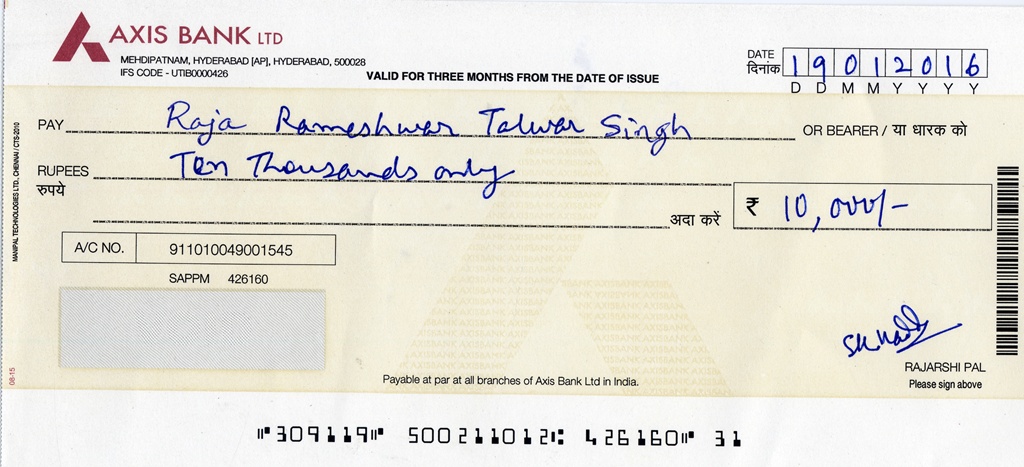 AXIS BANK LTD
MEHDIPATNAM, HYDERABAD [AP], HYDERABAD, 500028
IFS CODE - UTIB0000426
VALID FOR THREE MONTHS FROM THE DATE OF ISSUE
DATE
दिनांक 19012016
D D M M Y Y Y Y
PAY Raja Rameshwar Talwar Singh OR BEARER / या धारक को
RUPEES Ten Thousands only
रुपये
अदा करें ₹ 10,000/-
A/C NO. 911010049001545
SAPPM 426160
RAJARSHI PAL
Please sign above
Payable at par at all branches of Axis Bank Ltd in India.
MANIPAL TECHNOLOGIES LTD, CHENNAI / CTS-2010
08-15
⑈309119⑈ 500211012⑆ 426160⑈ 31